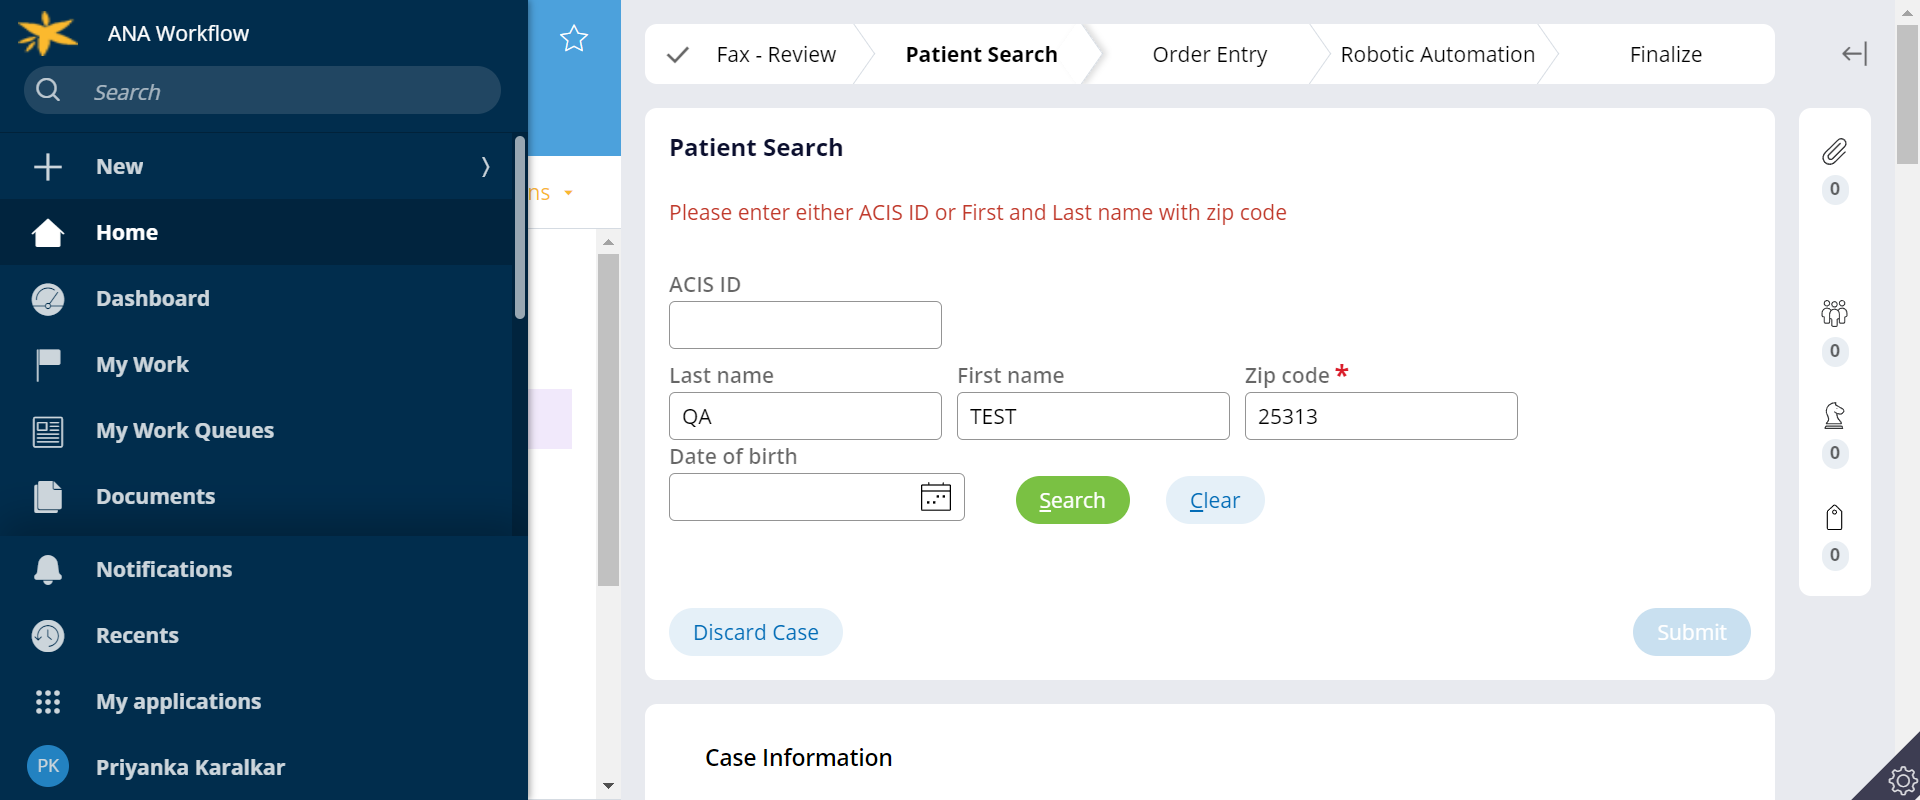 ANA Workflow
Search
New
Home
Dashboard
My Work
My Work Queues
Documents
Notifications
Recents
My applications
PK
Priyanka Karalkar
ns
Fax - Review
Patient Search
Order Entry
Robotic Automation
Finalize
Patient Search
Please enter either ACIS ID or First and Last name with zip code
ACIS ID
Last name
First name
Zip code *
QA
TEST
25313
Date of birth
Search
Clear
Discard Case
Submit
Case Information
0
0
0
0